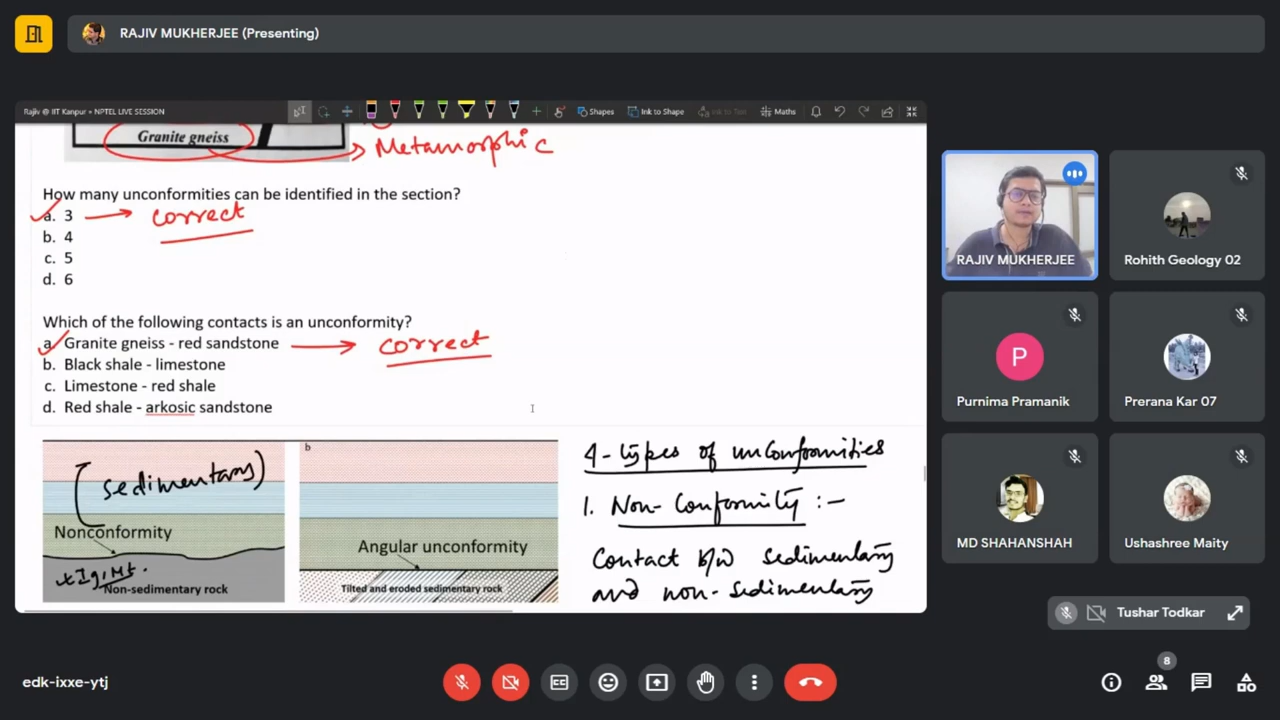 RAJIV MUKHERJEE (Presenting)
Rajiv @ IIT Kanpur = NPTEL LIVE SESSION
Shapes
Ink to Shape
Ink to Text
Maths
Granite gneiss
Metamorphic
How many unconformities can be identified in the section?
a. 3 → correct
b. 4
c. 5
d. 6
Which of the following contacts is an unconformity?
a Granite gneiss - red sandstone → correct
b. Black shale - limestone
c. Limestone - red shale
d. Red shale - arkosic sandstone
(sedimentary)
Nonconformity
Non-sedimentary rock
b
Angular unconformity
Tilted and eroded sedimentary rock
4-types of unconformities
1. Non-Conformity :-
Contact b/w sedimentary
and non-sedimentary
RAJIV MUKHERJEE
Rohith Geology 02
P
Purnima Pramanik
Prerana Kar 07
MD SHAHANSHAH
Ushashree Maity
Tushar Todkar
edk-ixxe-ytj
8